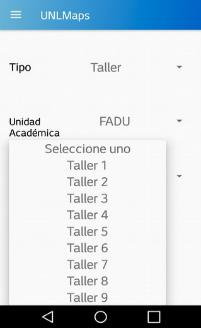 UNLMaps
Tipo Taller
Unidad Académica FADU
Seleccione uno
Taller 1
Taller 2
Taller 3
Taller 4
Taller 5
Taller 6
Taller 7
Taller 8
Taller 9